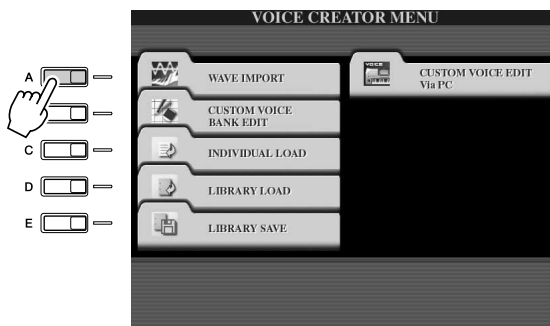 VOICE CREATOR MENU
A
WAVE IMPORT
CUSTOM VOICE
BANK EDIT
C
INDIVIDUAL LOAD
D
LIBRARY LOAD
E
LIBRARY SAVE
VOICE
CUSTOM VOICE EDIT
Via PC